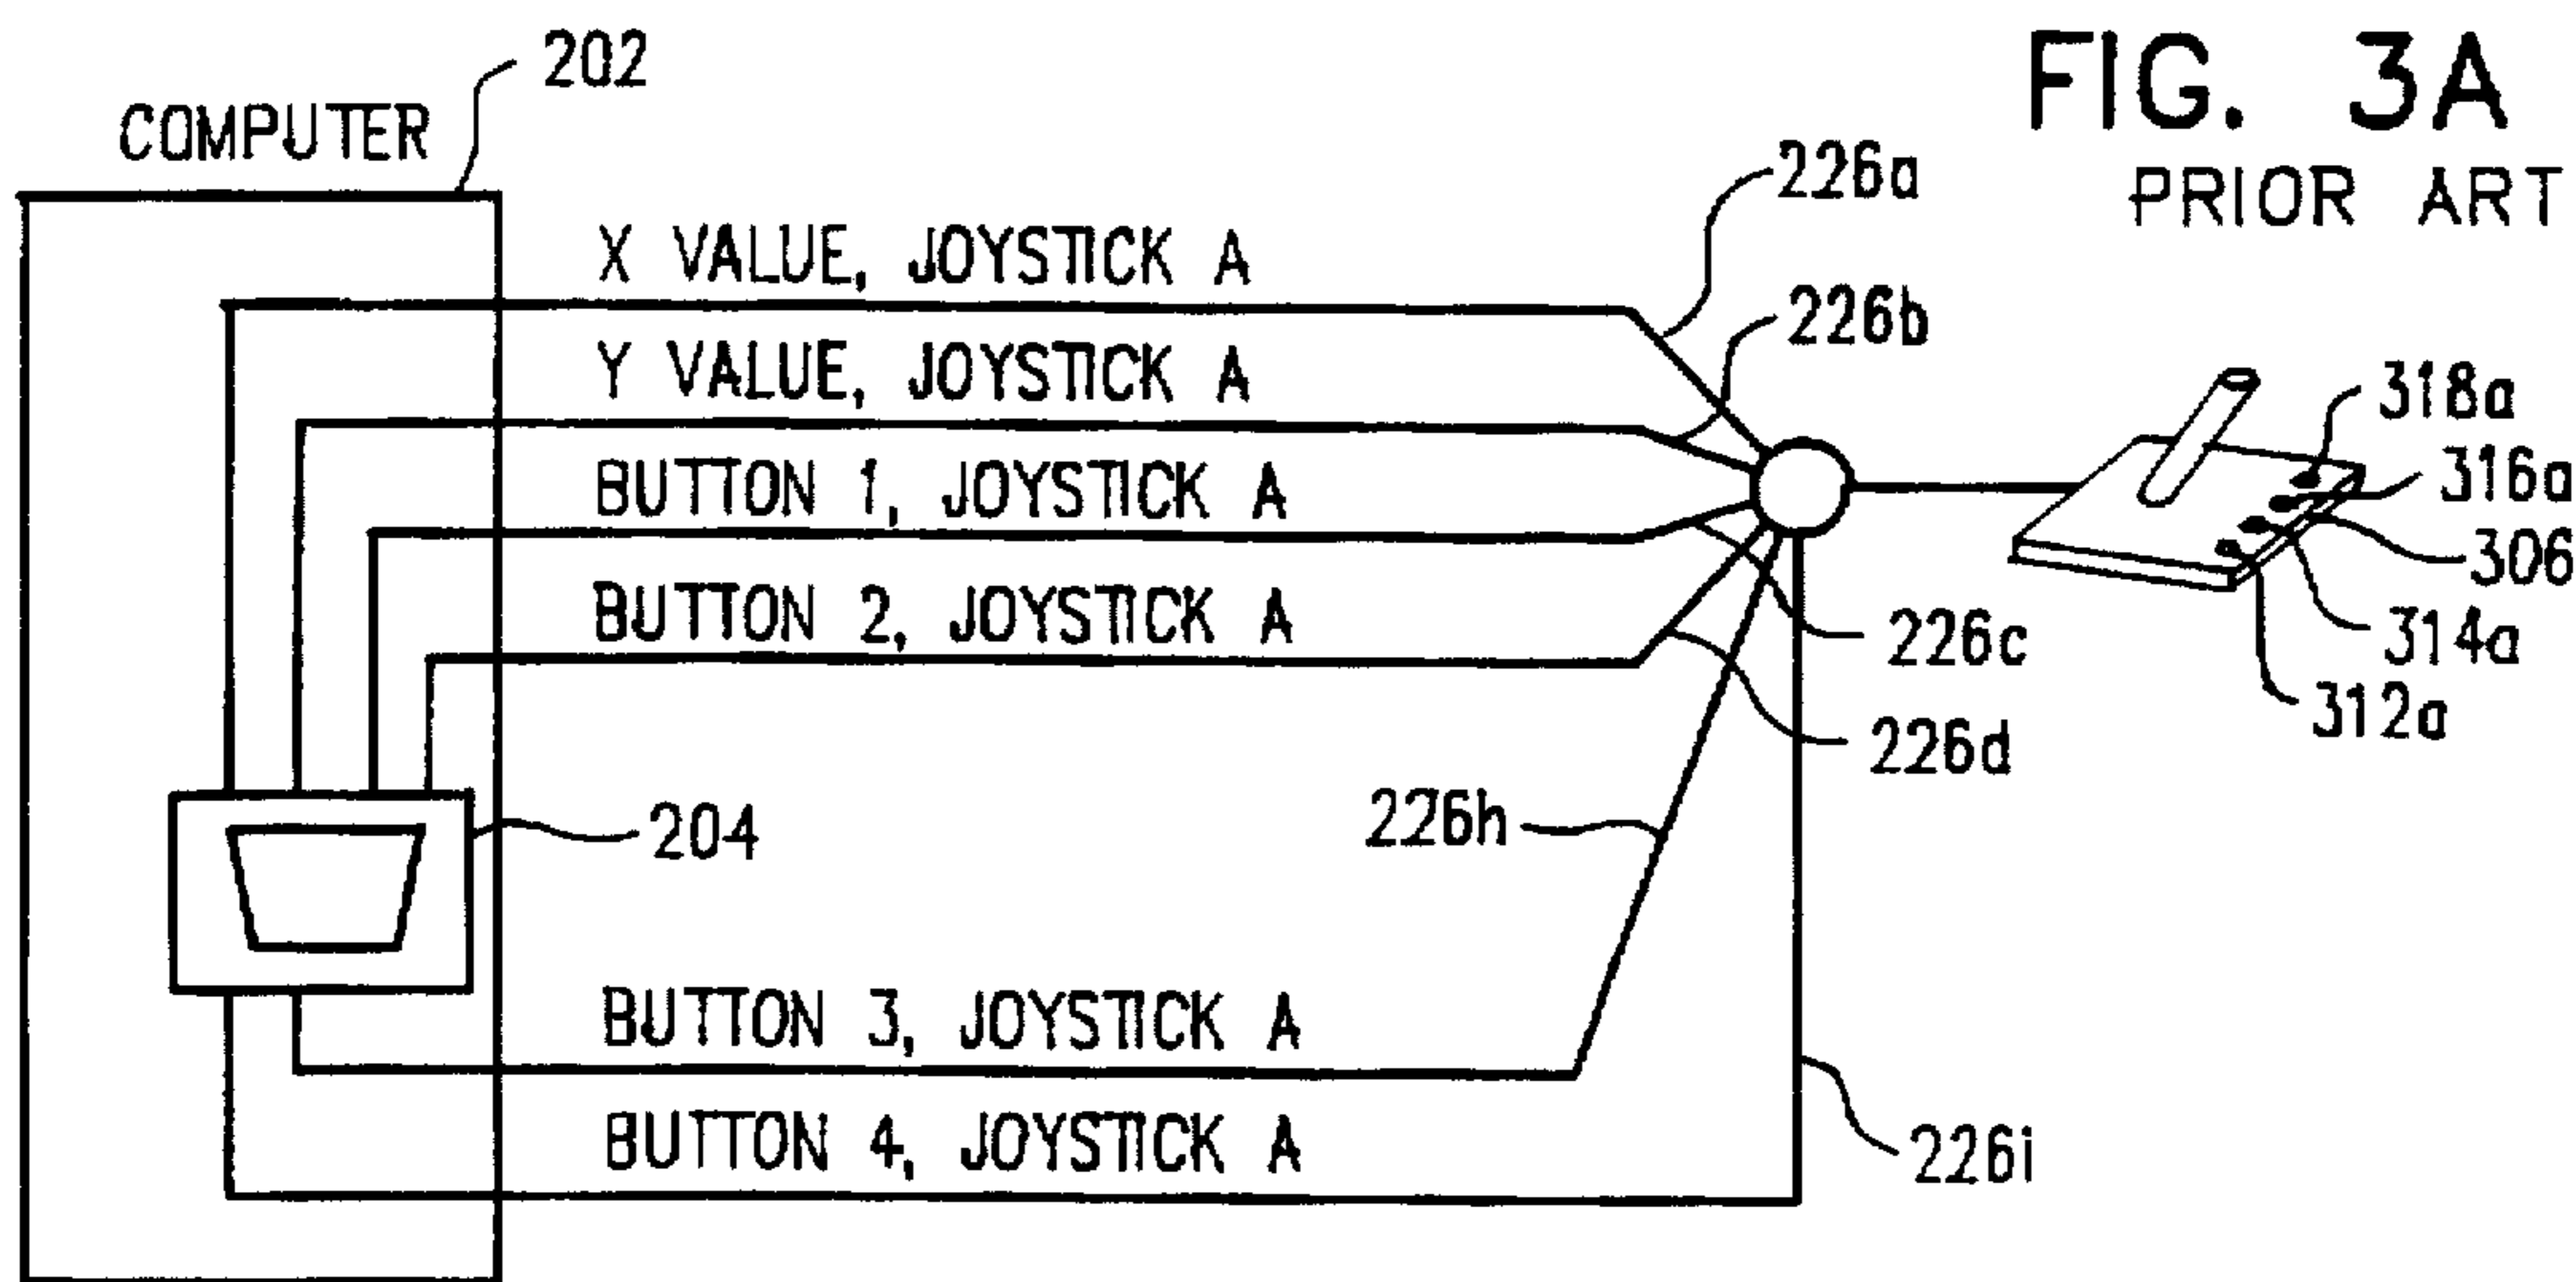 FIG. 3A
PRIOR ART
202
COMPUTER
226a
X VALUE, JOYSTICK A
226b
Y VALUE, JOYSTICK A
318a
316a
BUTTON 1, JOYSTICK A
306
BUTTON 2, JOYSTICK A
226c
314a
312a
226d
204
226h
BUTTON 3, JOYSTICK A
BUTTON 4, JOYSTICK A
226i